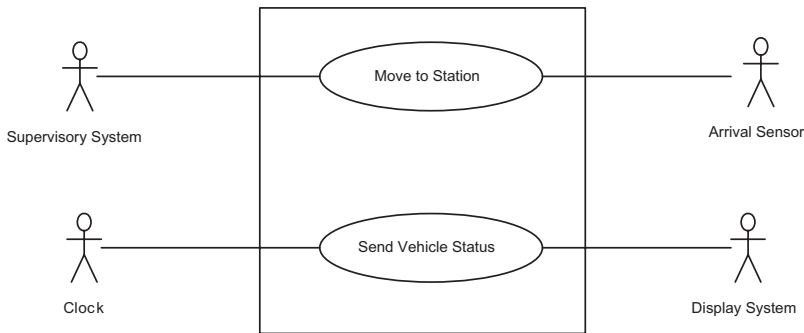 Move to Station
Supervisory System
Arrival Sensor
Send Vehicle Status
Clock
Display System